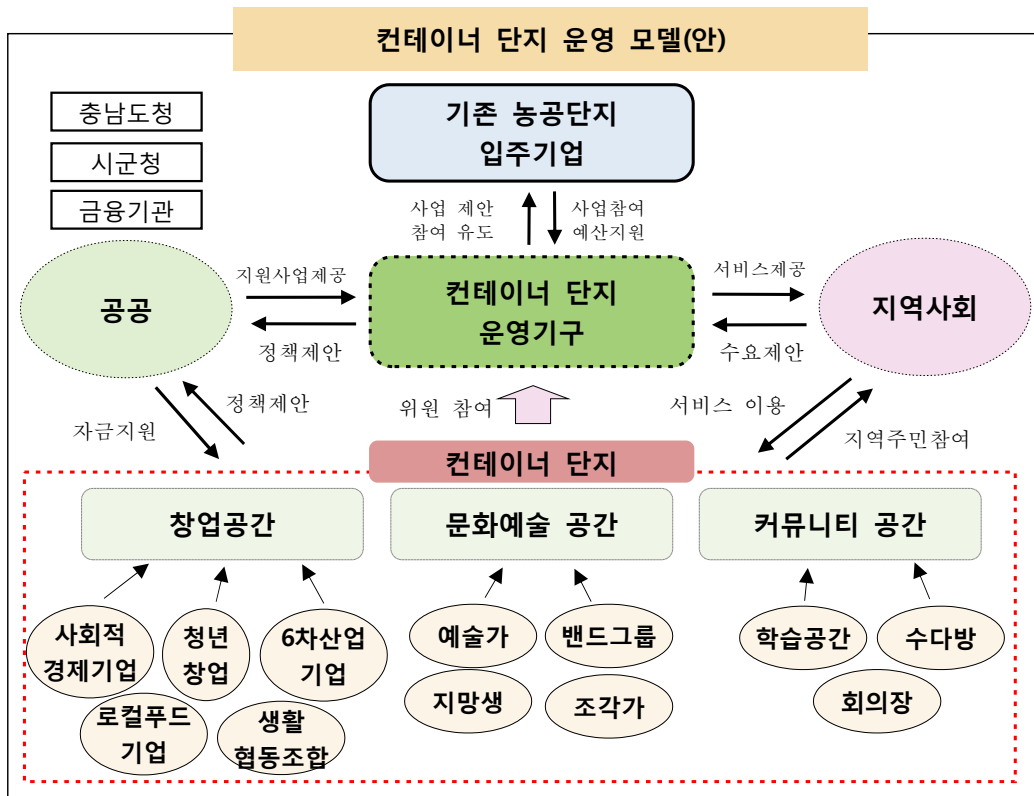 컨테이너 단지 운영 모델(안)
충남도청
시군청
금융기관
기존 농공단지
입주기업
사업 제안
참여 유도
사업참여
예산지원
공공
지원사업제공
정책제안
컨테이너 단지
운영기구
서비스제공
수요제안
지역사회
자금지원
정책제안
위원 참여
서비스 이용
지역주민참여
컨테이너 단지
창업공간
문화예술 공간
커뮤니티 공간
사회적
경제기업
청년
창업
6차산업
기업
로컬푸드
기업
생활
협동조합
예술가
밴드그룹
지망생
조각가
학습공간
수다방
회의장